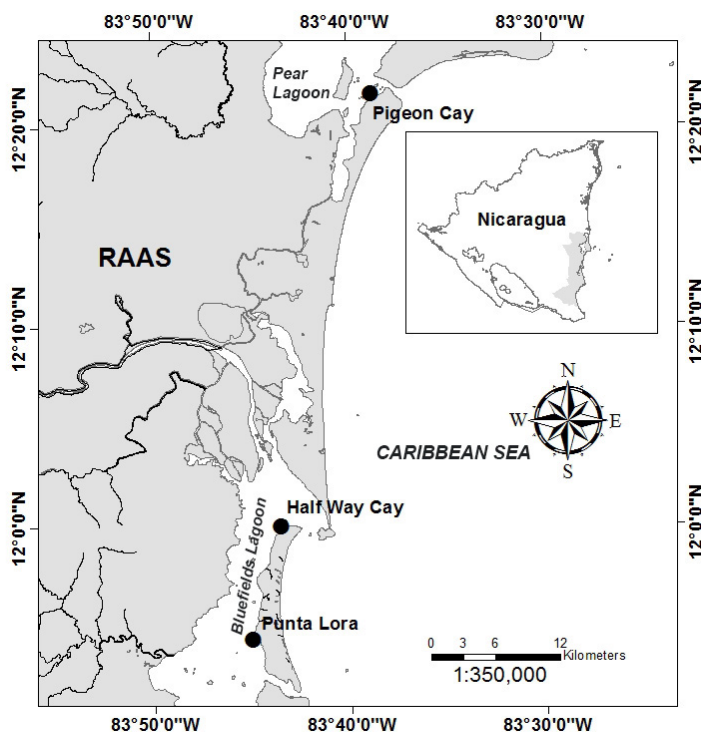 83°50'0"W 83°40'0"W 83°30'0"W
Pear
Lagoon
Pigeon Cay
12°20'0"N
12°20'0"N
Nicaragua
RAAS
12°10'0"N
12°10'0"N
N
W
E
S
CARIBBEAN SEA
Half Way Cay
12°0'0"N
12°0'0"N
Bluefields Lagoon
Punta Lora
0 3 6 12
Kilometers
1:350,000
83°50'0"W 83°40'0"W 83°30'0"W